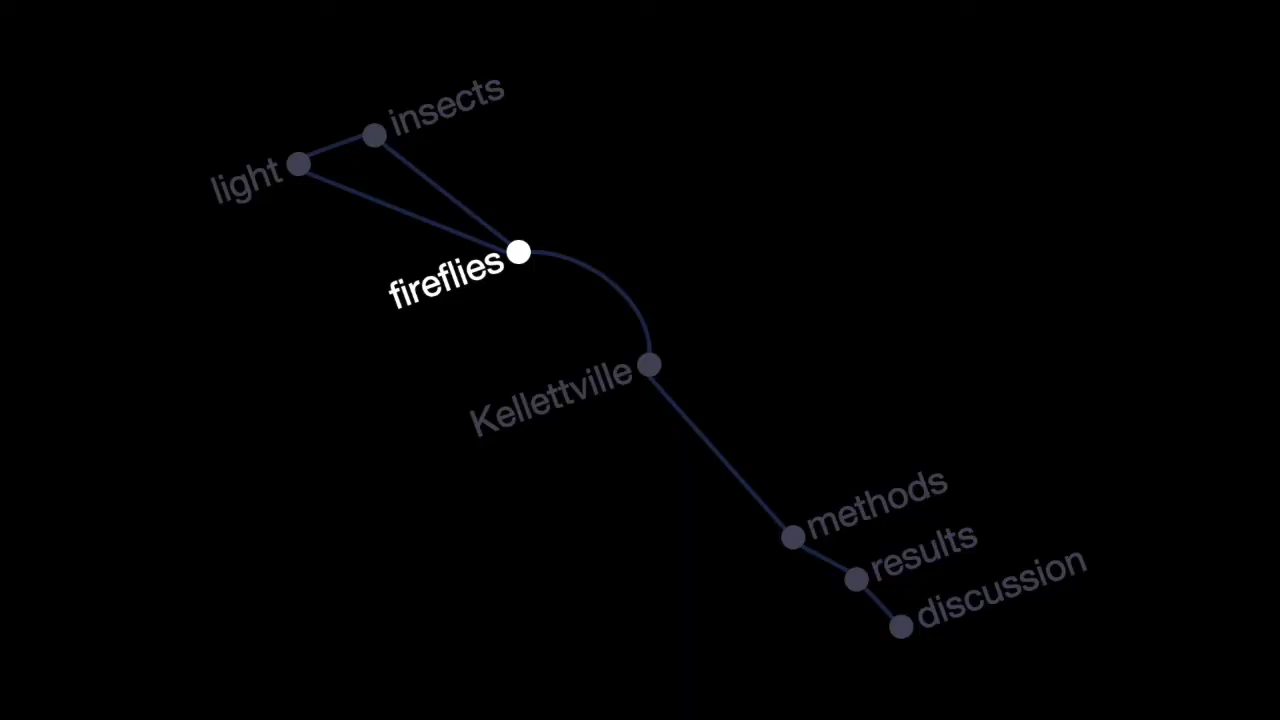 insects
light
fireflies
Kellettville
methods
results
discussion